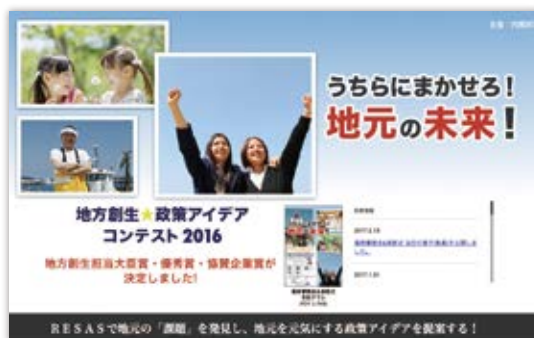 うちらにまかせろ！
地元の未来！
地方創生★政策アイデア
コンテスト 2016
地方創生担当大臣賞・優秀賞・協賛企業賞が
決定しました!
RESASで地元の「課題」を発見し、地元を元気にする政策アイデアを提案する！